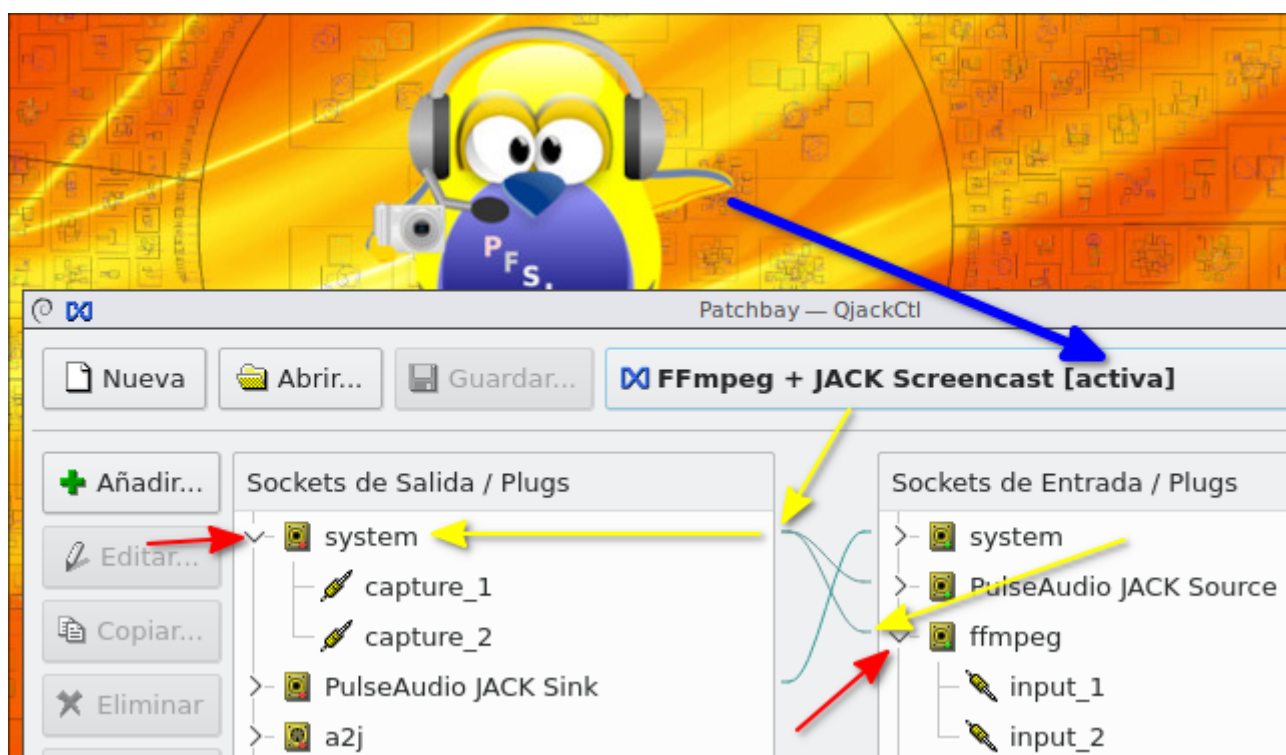 P
F
S.
Patchbay — QjackCtl
Nueva
Abrir...
Guardar...
FFmpeg + JACK Screencast [activa]
Añadir...
Sockets de Salida / Plugs
Sockets de Entrada / Plugs
Editar...
system
system
capture_1
PulseAudio JACK Source
Copiar...
capture_2
ffmpeg
Eliminar
PulseAudio JACK Sink
input_1
a2j
input_2